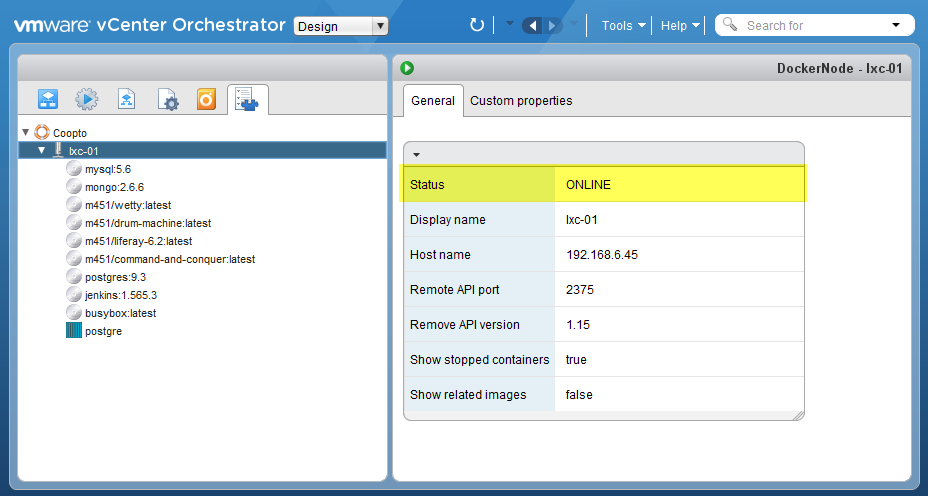 vmware vCenter Orchestrator Design Tools Help Search for
DockerNode - lxc-01
General Custom properties
Coopto
lxc-01
mysql:5.6
mongo:2.6.6
m451/wetty:latest
m451/drum-machine:latest
m451/liferay-6.2:latest
m451/command-and-conquer:latest
postgres:9.3
jenkins:1.565.3
busybox:latest
postgre
Status ONLINE
Display name lxc-01
Host name 192.168.6.45
Remote API port 2375
Remove API version 1.15
Show stopped containers true
Show related images false